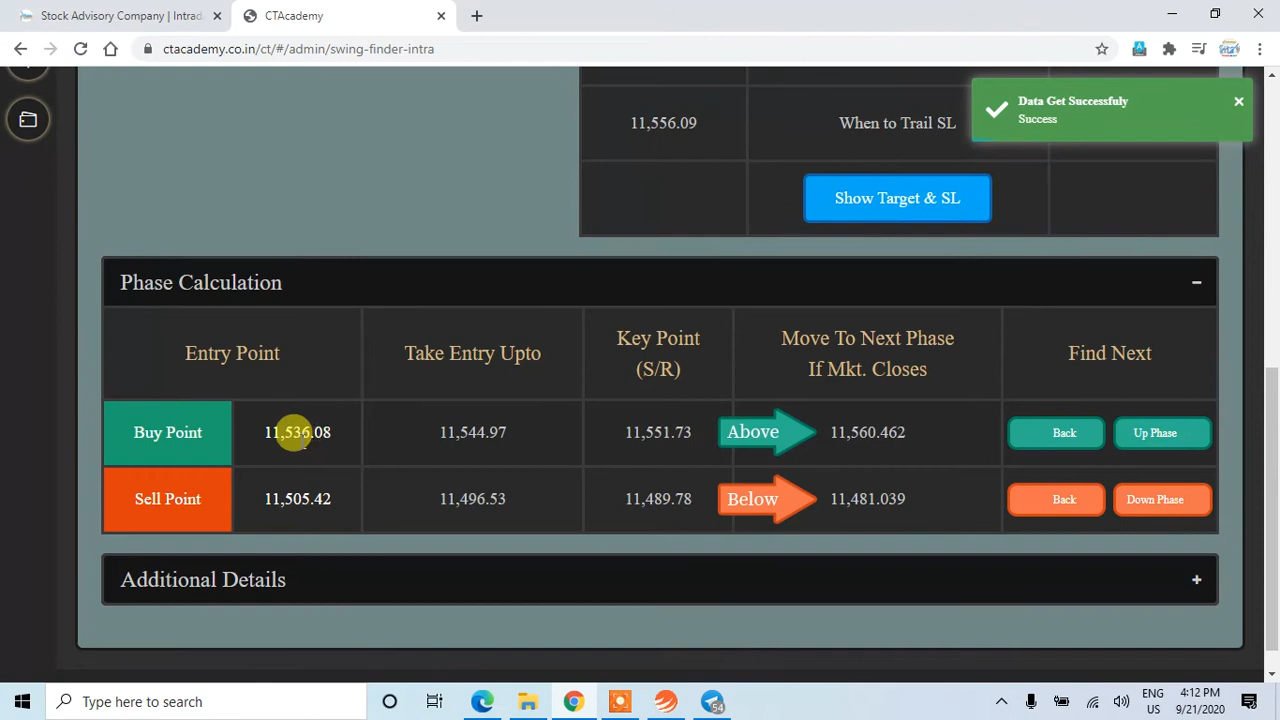 Stock Advisory Company | Intrad
CTAcademy
ctacademy.co.in/ct/#/admin/swing-finder-intra
Data Get Successfuly
Success
11,556.09 When to Trail SL
Show Target & SL
Phase Calculation
Entry Point Take Entry Upto Key Point (S/R) Move To Next Phase If Mkt. Closes Find Next
Buy Point 11,536.08 11,544.97 11,551.73 Above 11,560.462 Back Up Phase
Sell Point 11,505.42 11,496.53 11,489.78 Below 11,481.039 Back Down Phase
Additional Details
Type here to search
54
ENG
US
4:12 PM
9/21/2020